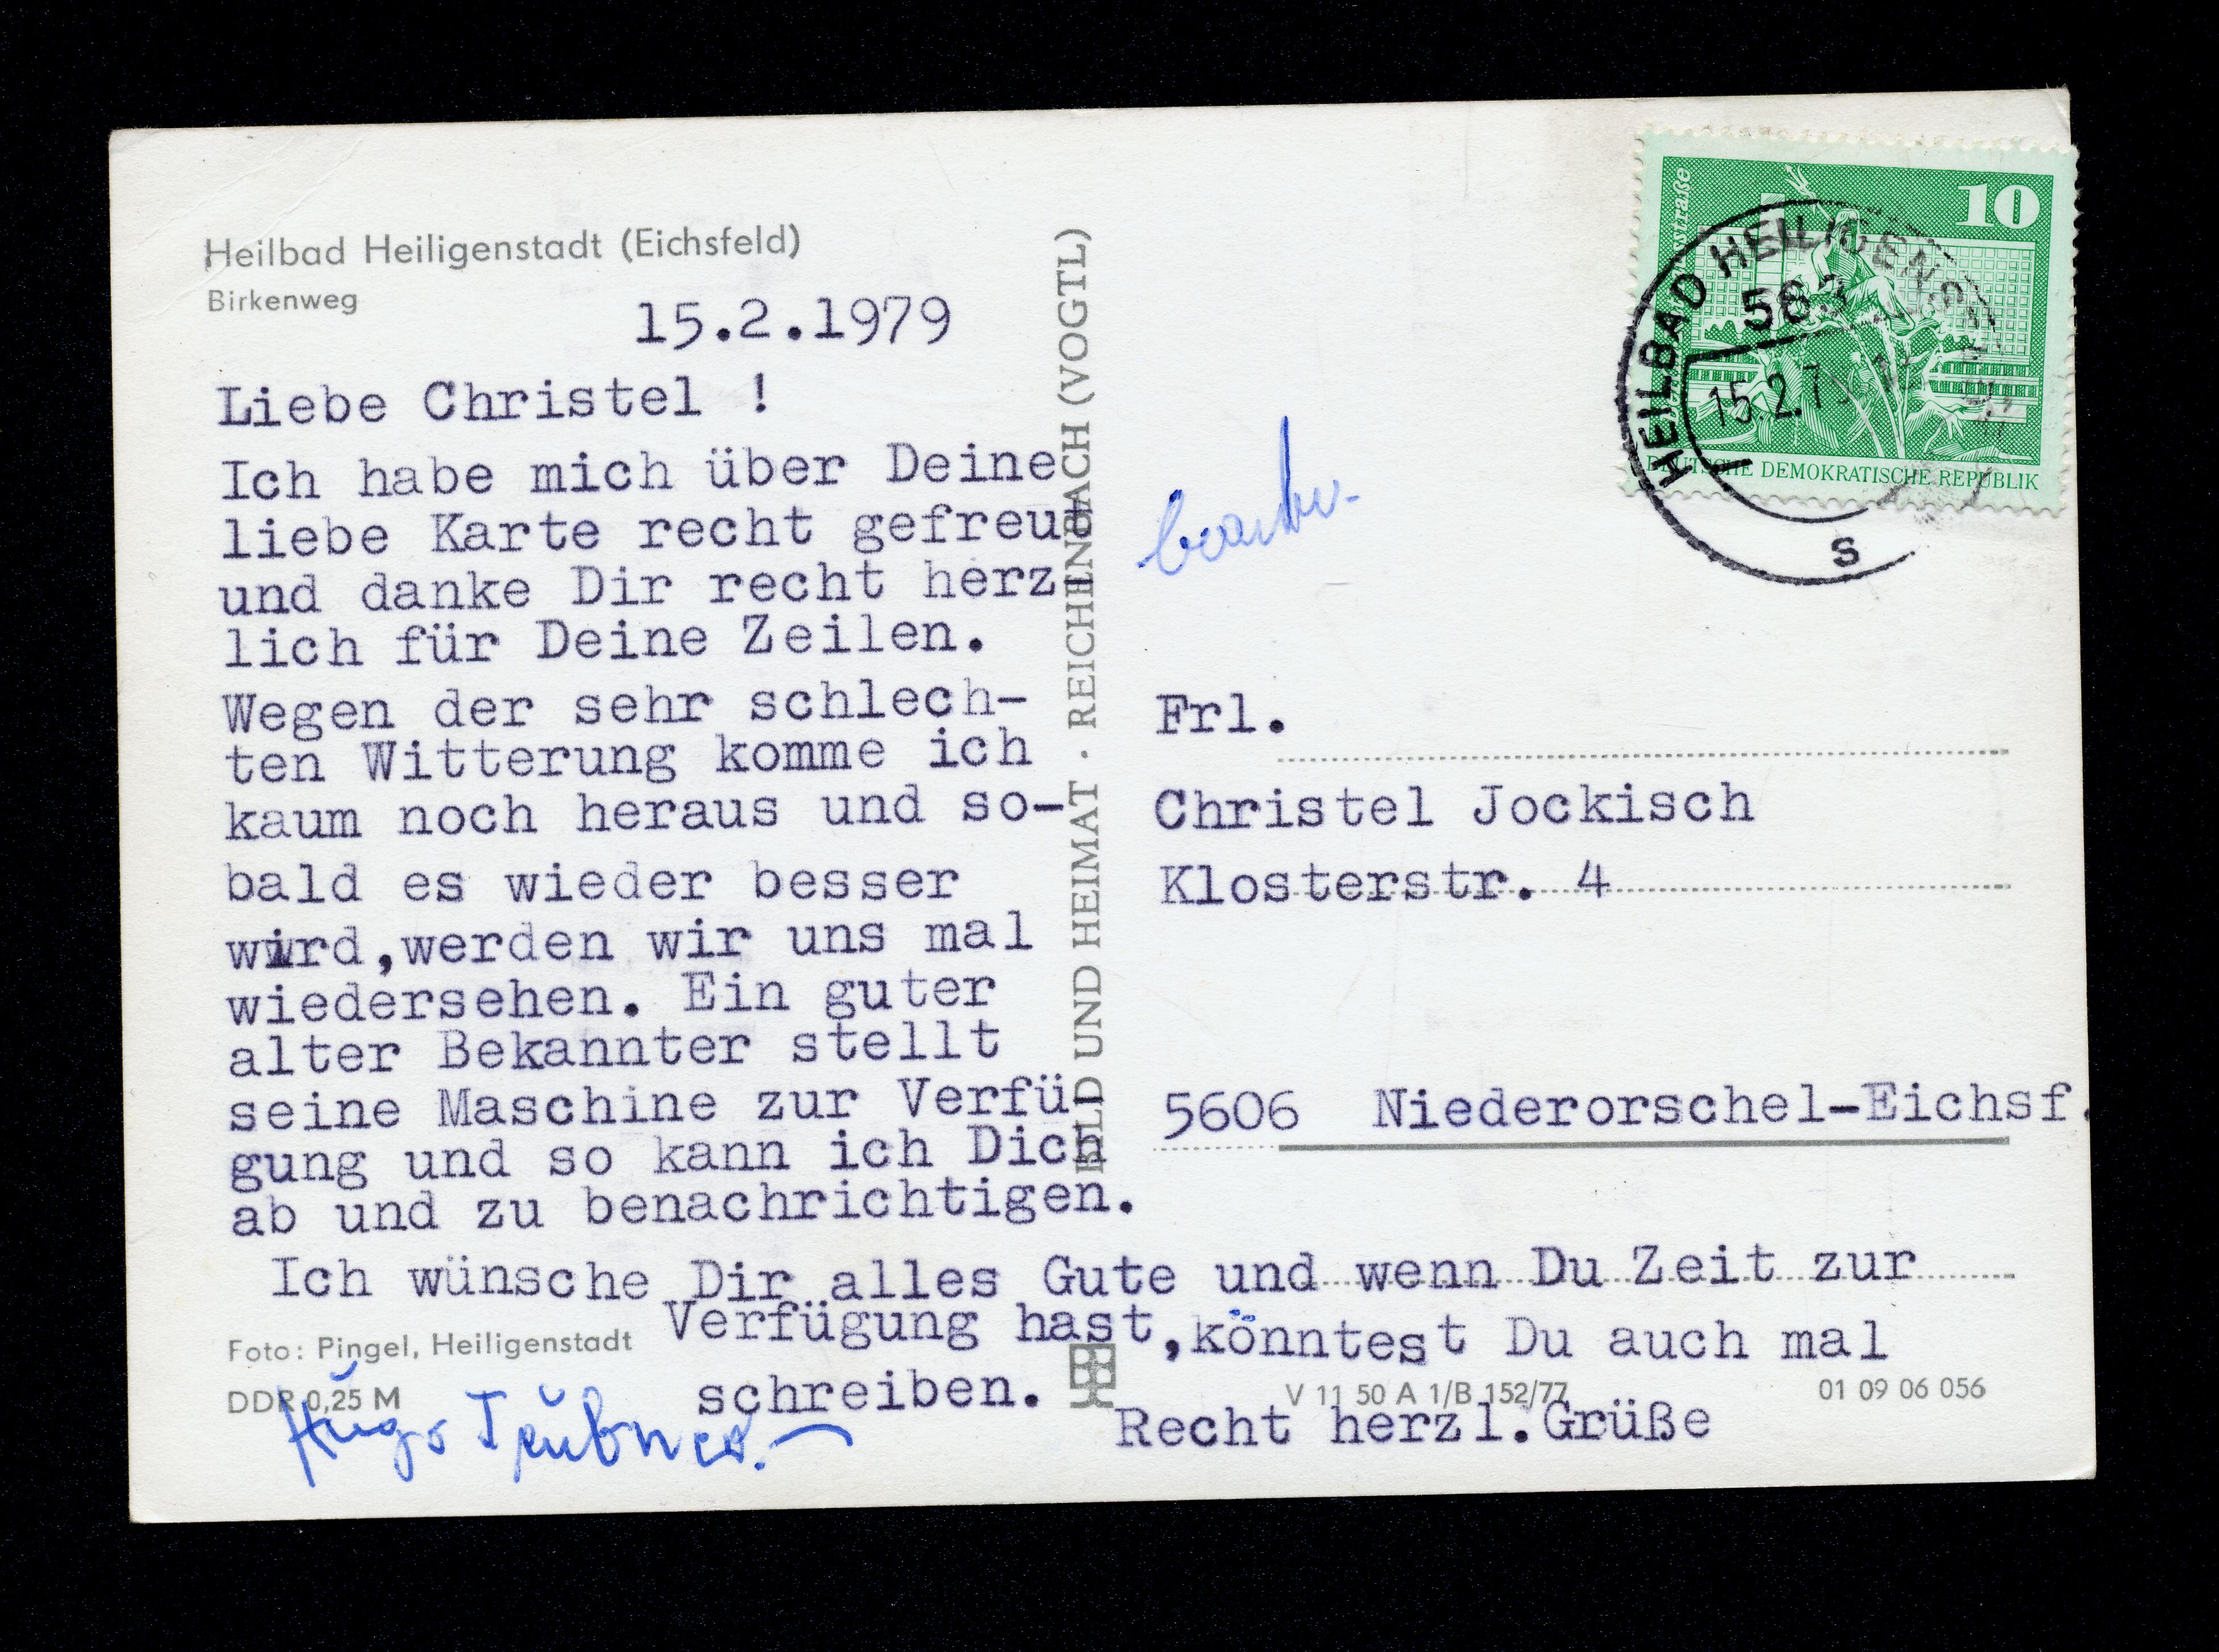 Heilbad Heiligenstadt (Eichsfeld)
Birkenweg
15.2.1979
Liebe Christel !
Ich habe mich über Deine
liebe Karte recht gefreut
und danke Dir recht herz-
lich für Deine Zeilen.
Wegen der sehr schlech-
ten Witterung komme ich
kaum noch heraus und so-
bald es wieder besser
wird,werden wir uns mal
wiedersehen. Ein guter
alter Bekannter stellt
seine Maschine zur Verfü-
gung und so kann ich Dich
ab und zu benachrichtigen.
Ich wünsche Dir alles Gute und wenn Du Zeit zur
Verfügung hast,könntest Du auch mal
schreiben.
Recht herzl.Grüße
Hugo Teubner.
Foto: Pingel, Heiligenstadt
DDR 0,25 M
BILD UND HEIMAT · REICHENBACH (VOGTL)
V 11 50 A 1/B 152/77
01 09 06 056
10
DEUTSCHE DEMOKRATISCHE REPUBLIK
HEILBAD HEILIGENSTADT
15.2.79
S
Frl.
Christel Jockisch
Klosterstr. 4
5606 Niederorschel-Eichsf.